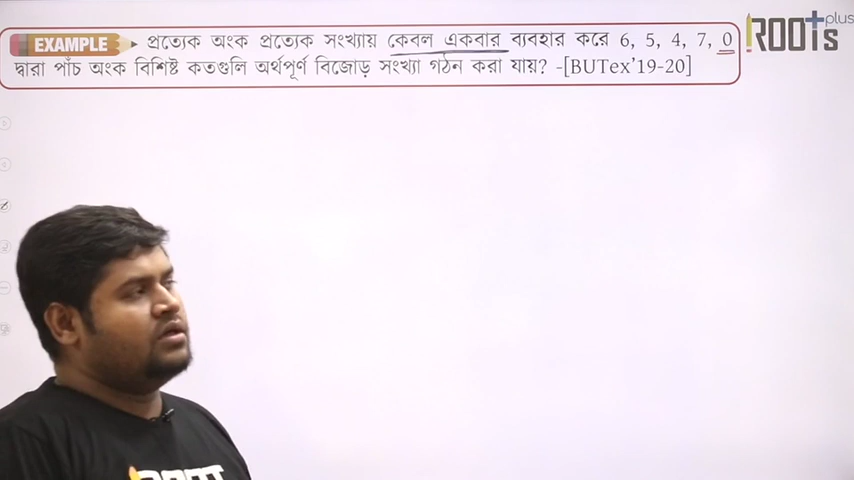 EXAMPLE প্রত্যেক অংক প্রত্যেক সংখ্যায় কেবল একবার ব্যবহার করে 6, 5, 4, 7, 0
দ্বারা পাঁচ অংক বিশিষ্ট কতগুলি অর্থপূর্ণ বিজোড় সংখ্যা গঠন করা যায়? -[BUTex'19-20]
ROOTs plus